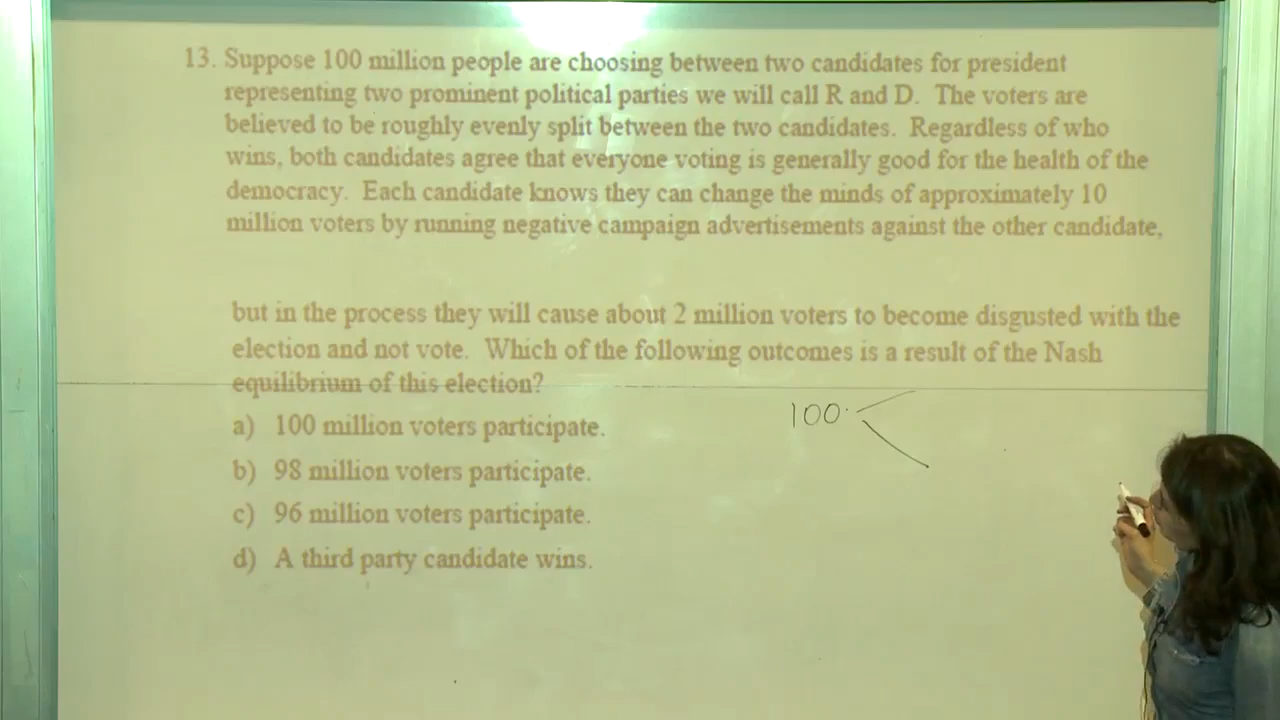 13. Suppose 100 million people are choosing between two candidates for president
representing two prominent political parties we will call R and D. The voters are
believed to be roughly evenly split between the two candidates. Regardless of who
wins, both candidates agree that everyone voting is generally good for the health of the
democracy. Each candidate knows they can change the minds of approximately 10
million voters by running negative campaign advertisements against the other candidate,
but in the process they will cause about 2 million voters to become disgusted with the
election and not vote. Which of the following outcomes is a result of the Nash
equilibrium of this election?
a) 100 million voters participate.
100
b) 98 million voters participate.
c) 96 million voters participate.
d) A third party candidate wins.